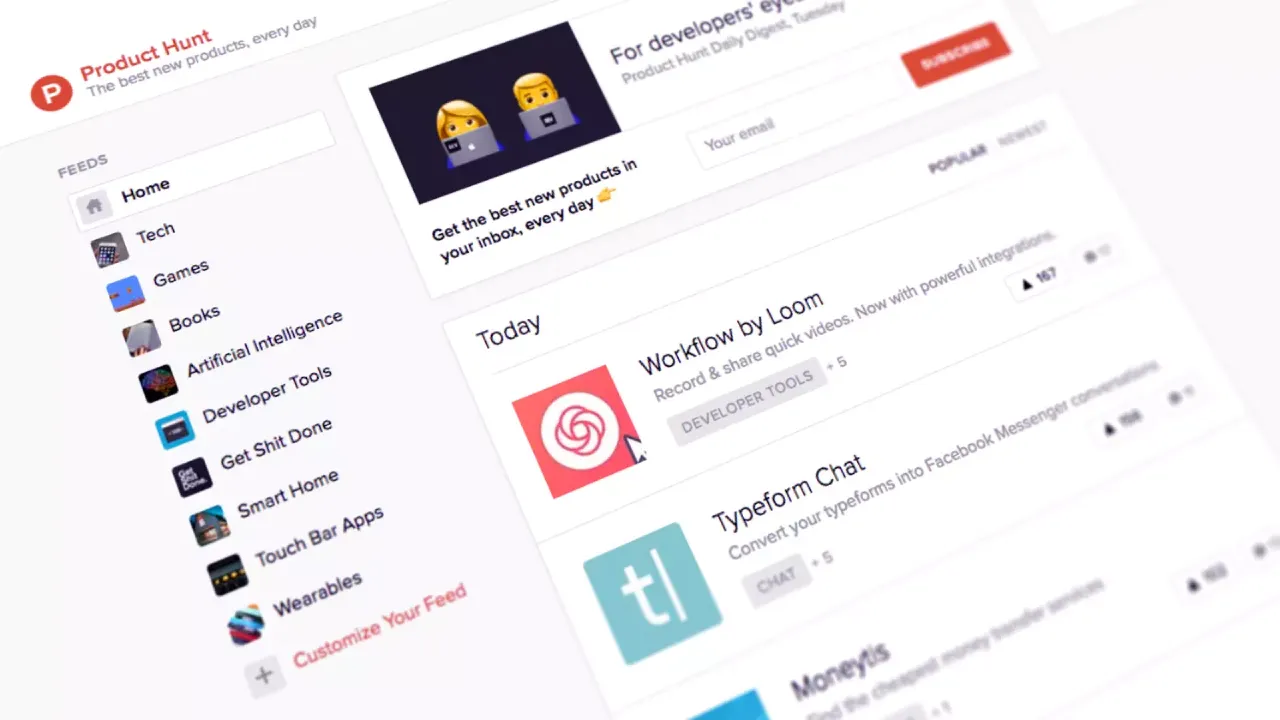 P
Product Hunt
The best new products, every day
FEEDS
Home
Tech
Games
Books
Artificial Intelligence
Developer Tools
Get Shit Done
Get
Shit
Done.
Smart Home
Touch Bar Apps
Wearables
+
Customize Your Feed
For developers'
Product Hunt Daily Digest, Tuesday
Your email
SUBSCRIBE
Get the best new products in
your inbox, every day 👉
POPULAR NEWEST
Today
Workflow by Loom
Record & share quick videos. Now with powerful integrations.
DEVELOPER TOOLS + 5
▲ 167
t|
Typeform Chat
Convert your typeforms into Facebook Messenger conversations.
CHAT + 5
Moneytis
Find the cheapest money transfer services
+ 1